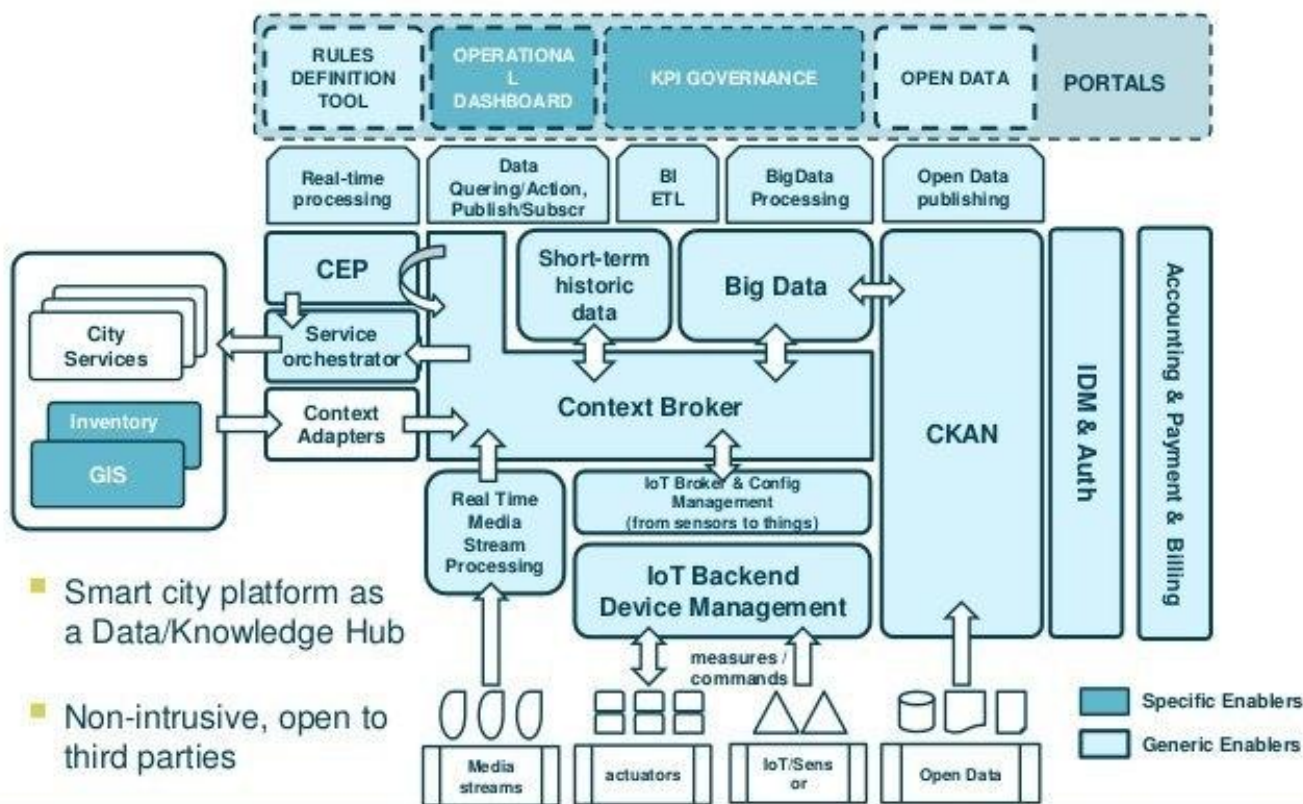 RULES
DEFINITION
TOOL
OPERATIONA
L
DASHBOARD
KPI GOVERNANCE
OPEN DATA
PORTALS
Real-time
processing
Data
Quering/Action,
Publish/Subscr
BI
ETL
BigData
Processing
Open Data
publishing
CEP
Short-term
historic
data
Big Data
City
Services
Service
orchestrator
Inventory
GIS
Context
Adapters
Context Broker
CKAN
IDM & Auth
Accounting & Payment & Billing
Real Time
Media
Stream
Processing
IoT Broker & Config
Management
(from sensors to things)
IoT Backend
Device Management
Smart city platform as
a Data/Knowledge Hub
Non-intrusive, open to
third parties
measures /
commands
Media
streams
actuators
IoT/Sens
or
Open Data
Specific Enablers
Generic Enablers